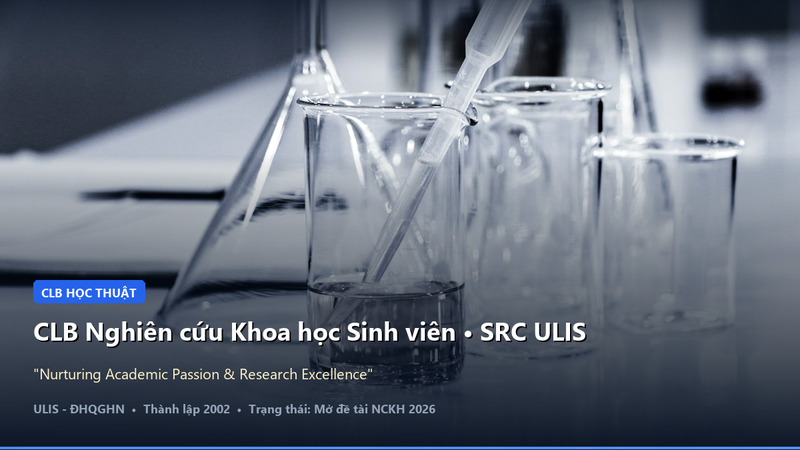 CLB HỌC THUẬT
CLB Nghiên cứu Khoa học Sinh viên • SRC ULIS
"Nurturing Academic Passion & Research Excellence"
ULIS - ĐHQGHN • Thành lập 2002 • Trạng thái: Mở đề tài NCKH 2026